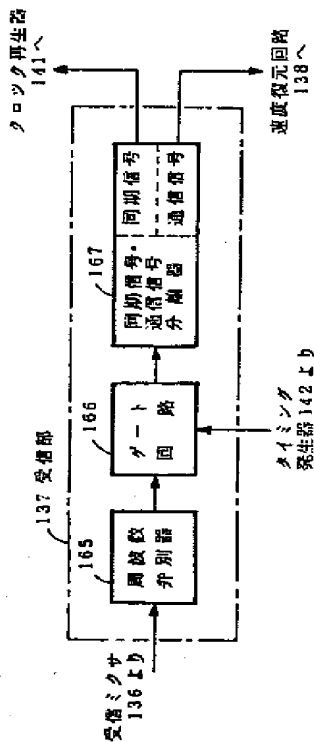 クロック再生器
141へ
速度復元回路
138へ
同期信号
通信信号
同期信号・
通信信号
分離器
167
ゲート
回路
166
タイミング
発生器142より
137 受信部
周波数
弁別器
165
受信ミクサ
136より